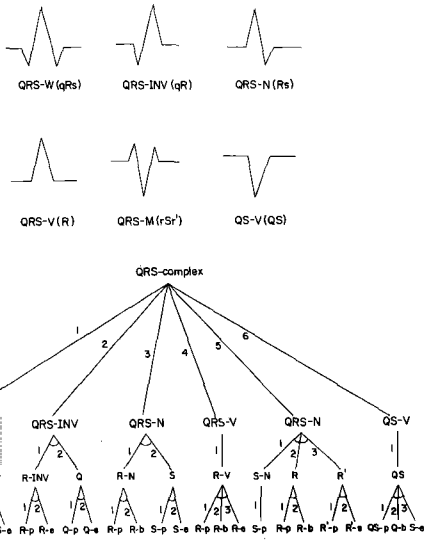 QRS-W (qRs) QRS-INV (qR) QRS-N (Rs)
QRS-V (R) QRS-M (rSr') QS-V (QS)
QRS-complex
1 2 3 4 5 6
QRS-INV QRS-N QRS-V QRS-N QS-V
1 2 1 2 1 1 2 3 1
R-INV Q R-N S R-V S-N R R' QS
1 2 1 2 1 2 1 2 1 2 3 1 1 2 1 2 1 2 3
S-e R-p R-e Q-p Q-e R-p R-b S-p S-e R-p R-b R-e S-p R-p R-b R'-p R'-e QS-p Q-b S-e